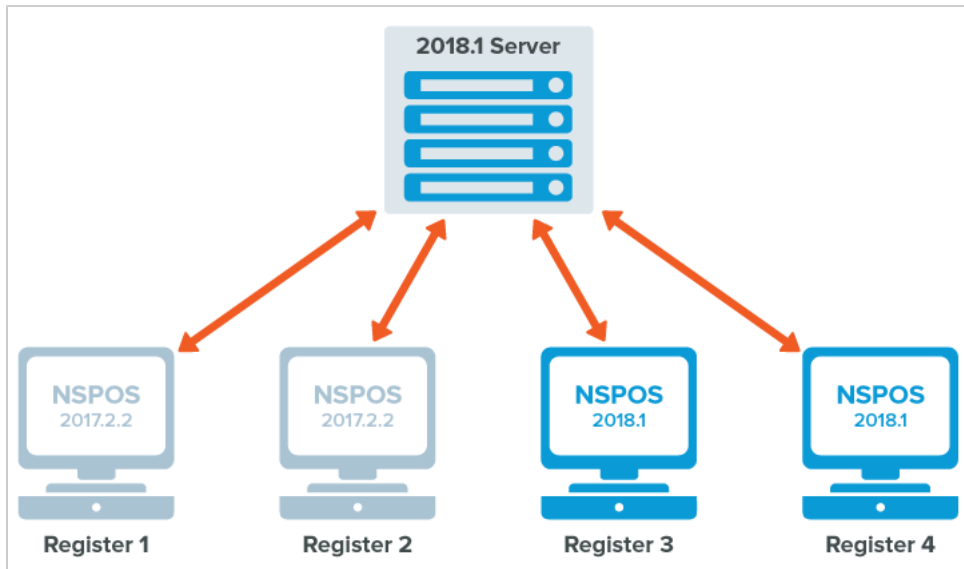 2018.1 Server
NSPOS
2017.2.2
NSPOS
2017.2.2
NSPOS
2018.1
NSPOS
2018.1
Register 1
Register 2
Register 3
Register 4